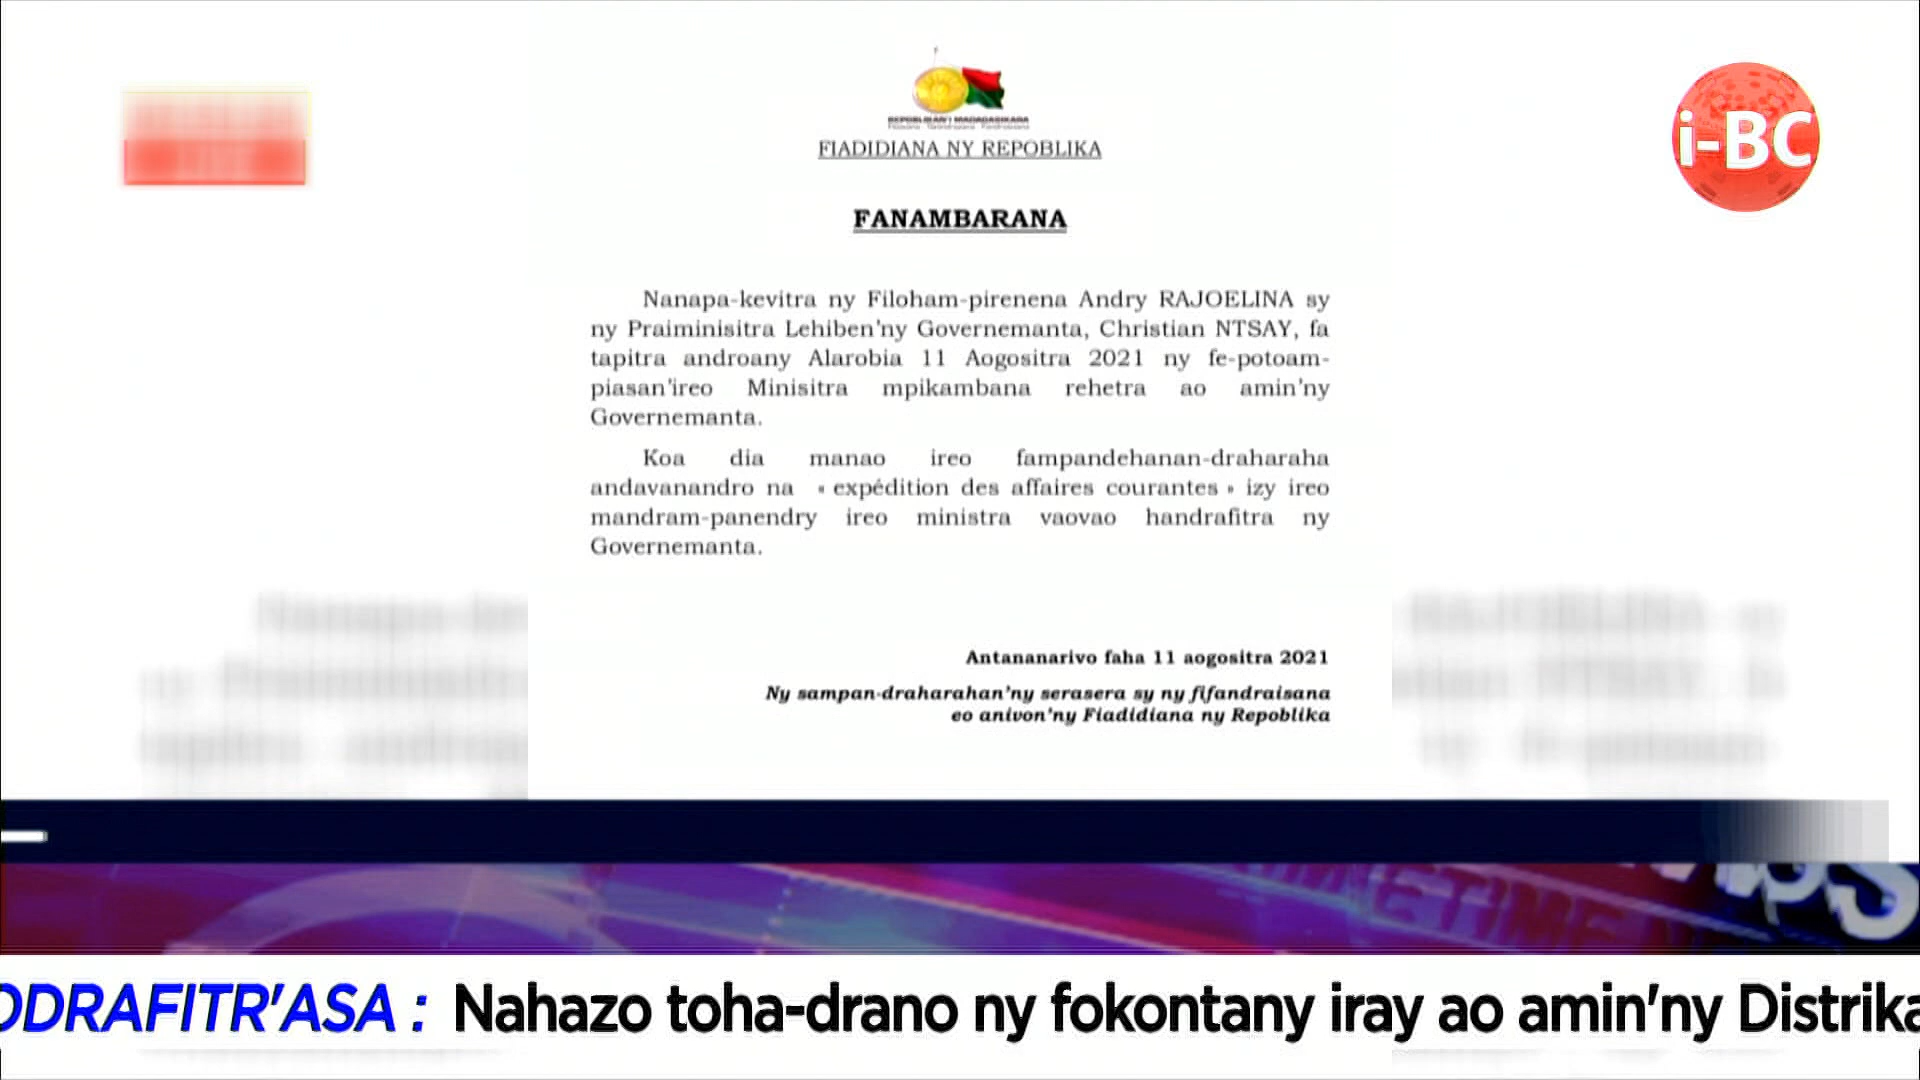 i-BC
REPOBLIKAN'I MADAGASIKARA
FIADIDIANA NY REPOBLIKA
FANAMBARANA
Nanapa-kevitra ny Filoham-pirenena Andry RAJOELINA sy
ny Praiminisitra Lehiben'ny Governemanta, Christian NTSAY, fa
tapitra androany Alarobia 11 Aogositra 2021 ny fe-potoam-
piasan'ireo Minisitra mpikambana rehetra ao amin'ny
Governemanta.
Koa dia manao ireo fampandehanan-draharaha
andavanandro na « expédition des affaires courantes » izy ireo
mandram-panendry ireo ministra vaovao handrafitra ny
Governemanta.
Antananarivo faha 11 aogositra 2021
Ny sampan-draharahan'ny serasera sy ny fifandraisana
eo anivon'ny Fiadidiana ny Repoblika
ODRAFITR'ASA : Nahazo toha-drano ny fokontany iray ao amin'ny Distrika